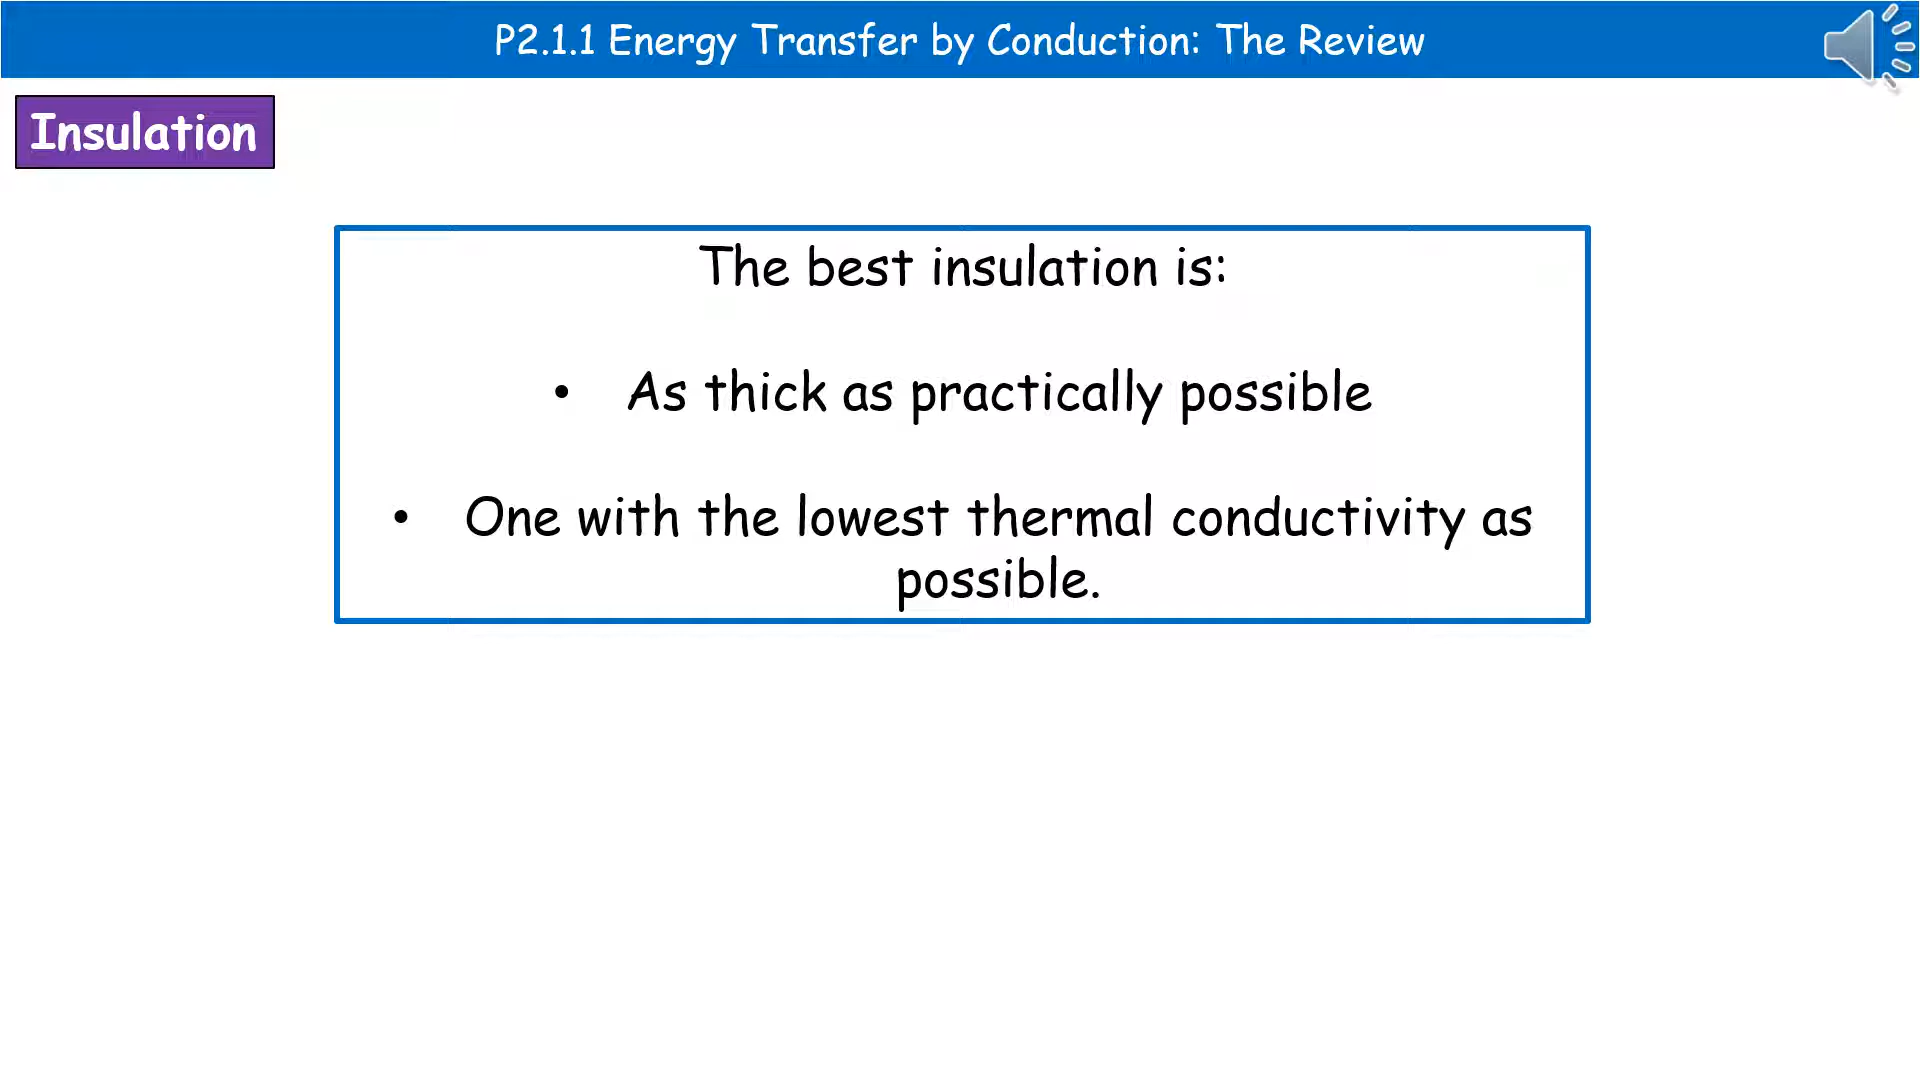 P2.1.1 Energy Transfer by Conduction: The Review
Insulation
The best insulation is:
• As thick as practically possible
• One with the lowest thermal conductivity as
possible.